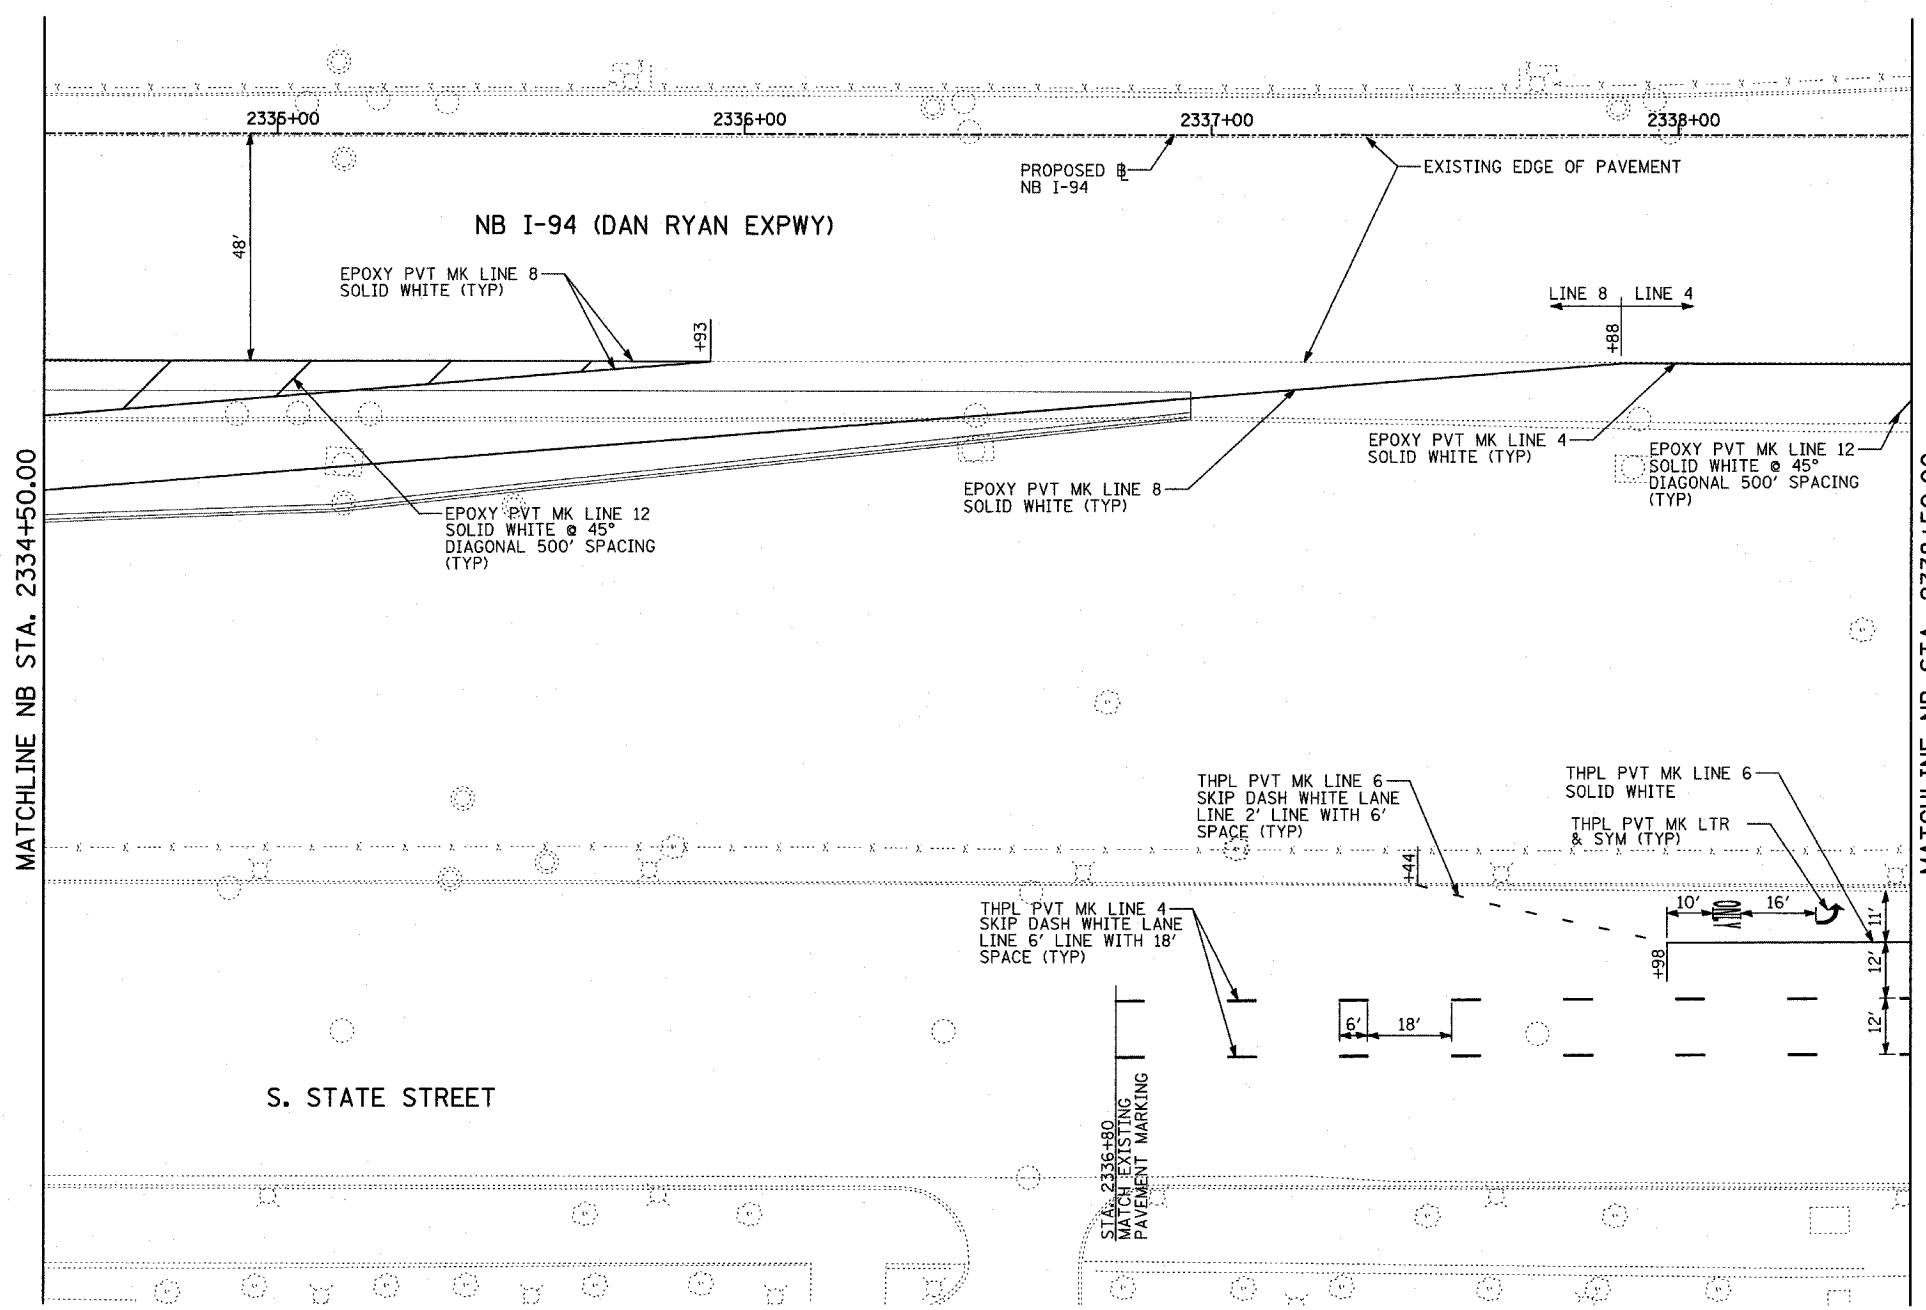 2335+00
2336+00
2337+00
2338+00
PROPOSED ℄
NB I-94
EXISTING EDGE OF PAVEMENT
NB I-94 (DAN RYAN EXPWY)
48'
EPOXY PVT MK LINE 8
SOLID WHITE (TYP)
+93
LINE 8
LINE 4
+88
EPOXY PVT MK LINE 4
SOLID WHITE (TYP)
EPOXY PVT MK LINE 12
SOLID WHITE @ 45°
DIAGONAL 500' SPACING
(TYP)
EPOXY PVT MK LINE 8
SOLID WHITE (TYP)
EPOXY PVT MK LINE 12
SOLID WHITE @ 45°
DIAGONAL 500' SPACING
(TYP)
MATCHLINE NB STA. 2334+50.00
THPL PVT MK LINE 6
SKIP DASH WHITE LANE
LINE 2' LINE WITH 6'
SPACE (TYP)
THPL PVT MK LINE 6
SOLID WHITE
THPL PVT MK LTR
& SYM (TYP)
+44
THPL PVT MK LINE 4
SKIP DASH WHITE LANE
LINE 6' LINE WITH 18'
SPACE (TYP)
10'
ONLY
16'
11'
+98
12'
6'
18'
12'
S. STATE STREET
STA. 2336+80
MATCH EXISTING
PAVEMENT MARKING